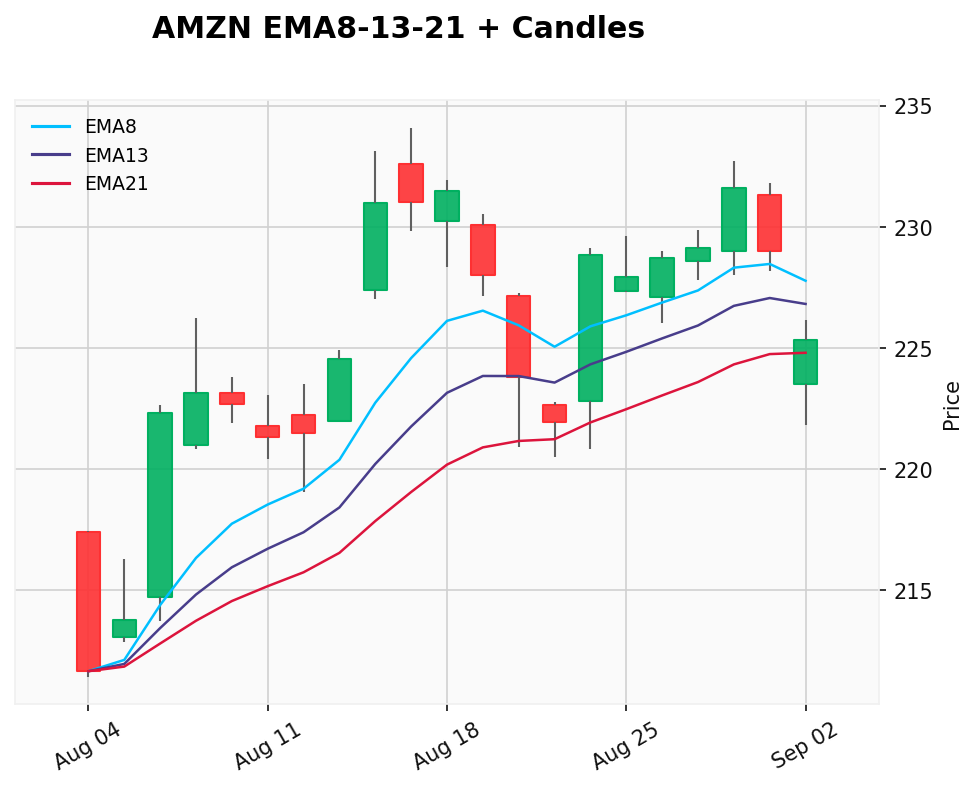 AMZN EMA8-13-21 + Candles
EMA8
EMA13
EMA21
235
230
225
220
215
Price
Aug 04
Aug 11
Aug 18
Aug 25
Sep 02